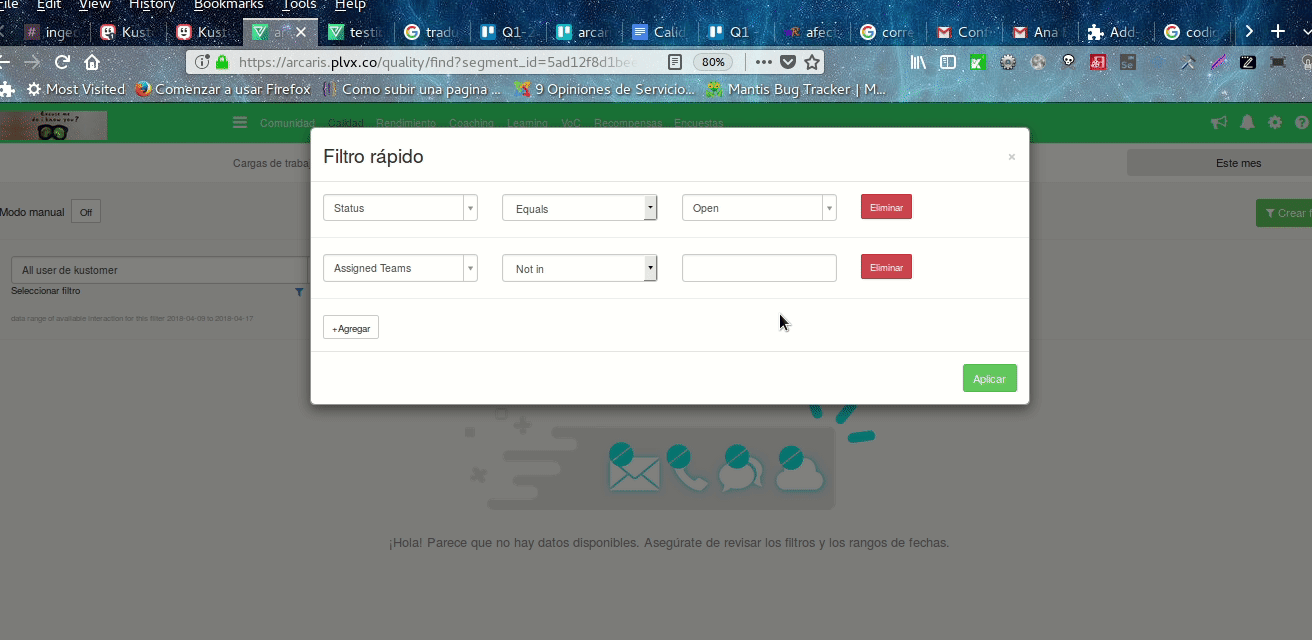 File Edit View History Bookmarks Tools Help
inge Kust Kust testi tradu Q1-2 arcar Calid Q1 - afect corre Conf Ana Add- codig
https://arcaris.plvx.co/quality/find?segment_id=5ad12f8d1bee 80%
Most Visited Comenzar a usar Firefox Como subir una pagina ... 9 Opiniones de Servicio... Mantis Bug Tracker | M...
Comunidad Calidad Rendimiento Coaching Learning VoC Recompensas Encuestas
Cargas de traba Este mes
Filtro rápido ×
Status Equals Open Eliminar
Modo manual Off Crear f
Assigned Teams Not in Eliminar
All user de kustomer
Seleccionar filtro
data range of available interaction for this filter 2018-04-09 to 2018-04-17
+Agregar
Aplicar
¡Hola! Parece que no hay datos disponibles. Asegúrate de revisar los filtros y los rangos de fechas.